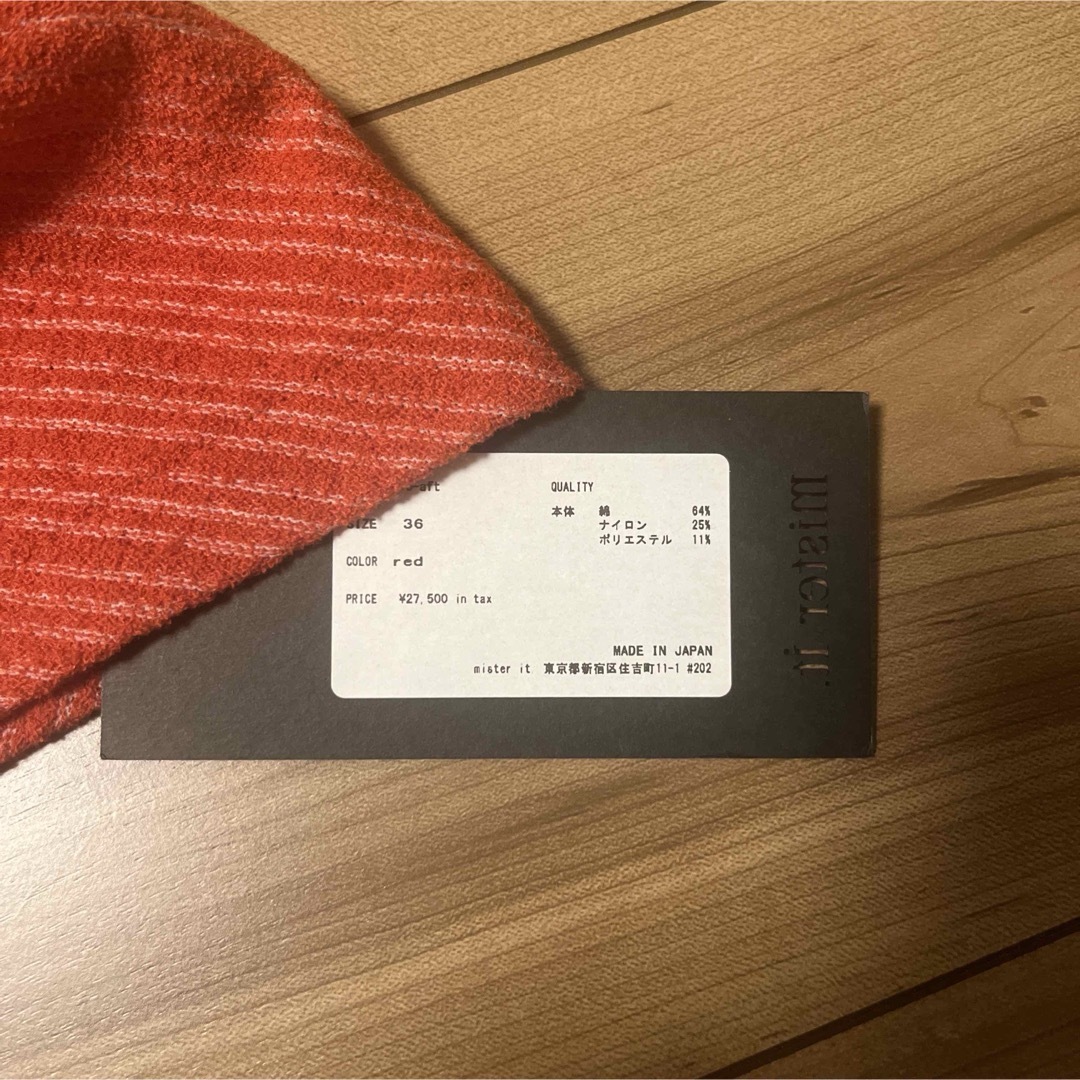 QUALITY
SIZE 36
本体 綿 64%
ナイロン 25%
ポリエステル 11%
COLOR red
PRICE ¥27,500 in tax
MADE IN JAPAN
mister it 東京都新宿区住吉町11-1 #202
mister it.